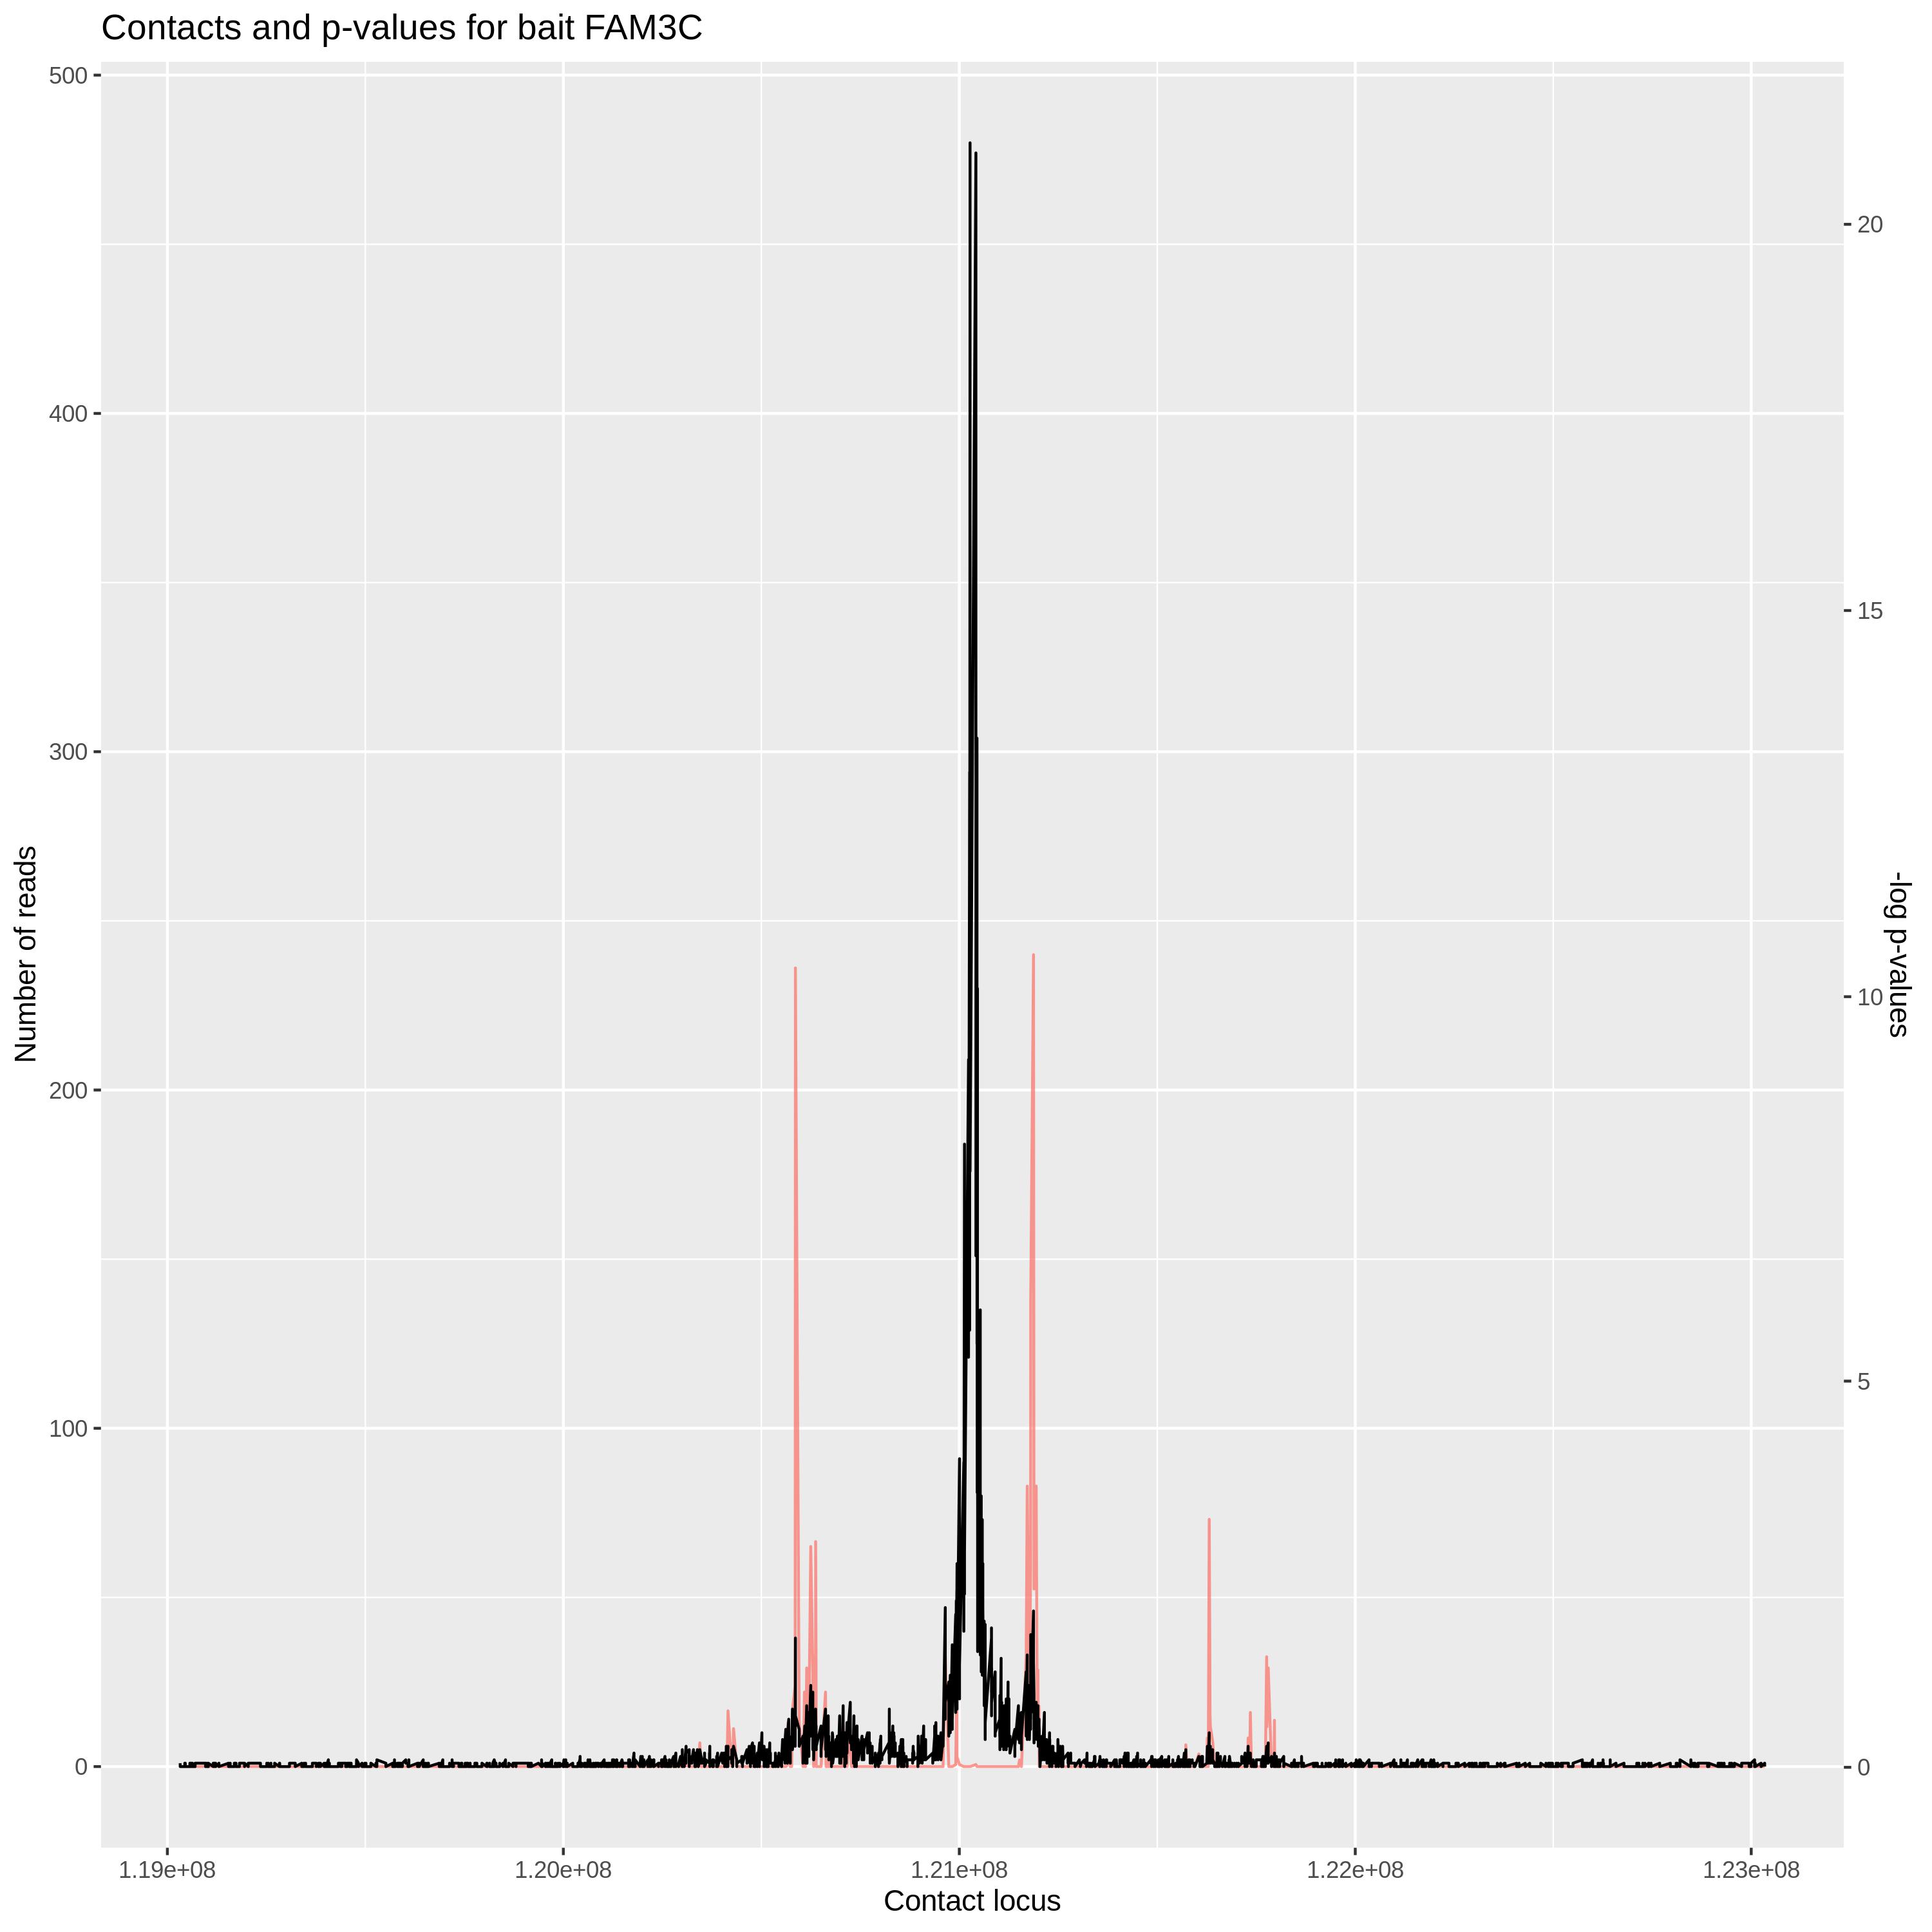 Contacts and p-values for bait FAM3C
500
400
300
200
100
0
Number of reads
20
15
10
5
0
-log p-values
1.19e+08 1.20e+08 1.21e+08 1.22e+08 1.23e+08
Contact locus